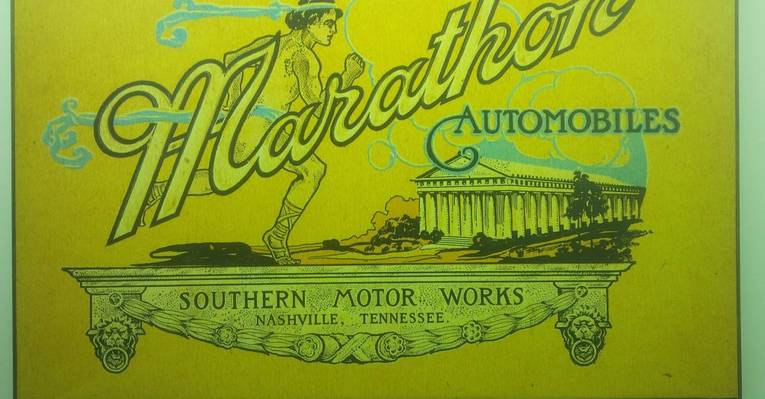 Marathon
AUTOMOBILES
SOUTHERN MOTOR WORKS
NASHVILLE, TENNESSEE.